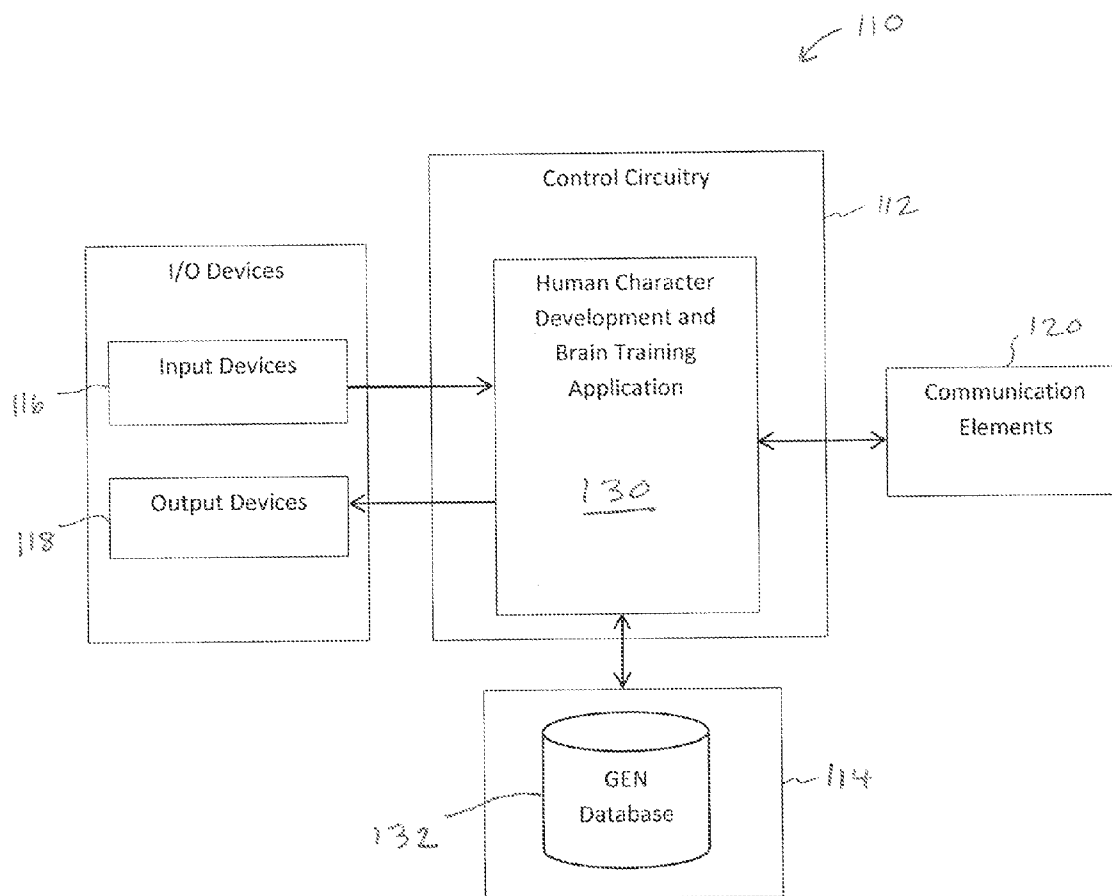 110
Control Circuitry
112
I/O Devices
Human Character
Development and
Brain Training
Application
Input Devices
116
120
Communication
Elements
130
Output Devices
118
GEN
Database
114
132